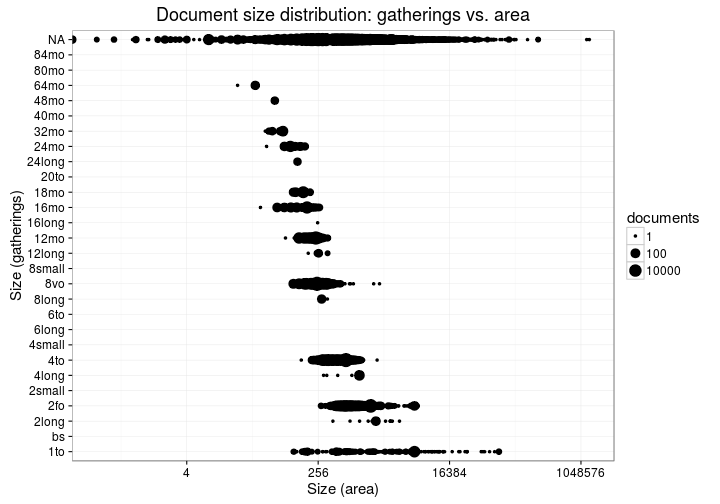 Document size distribution: gatherings vs. area
NA
84mo
80mo
64mo
48mo
40mo
32mo
24mo
24long
20to
18mo
16mo
16long
12mo
12long
8small
8vo
8long
6to
6long
4small
4to
4long
2small
2fo
2long
bs
1to
Size (gatherings)
4 256 16384 1048576
Size (area)
documents
1
100
10000